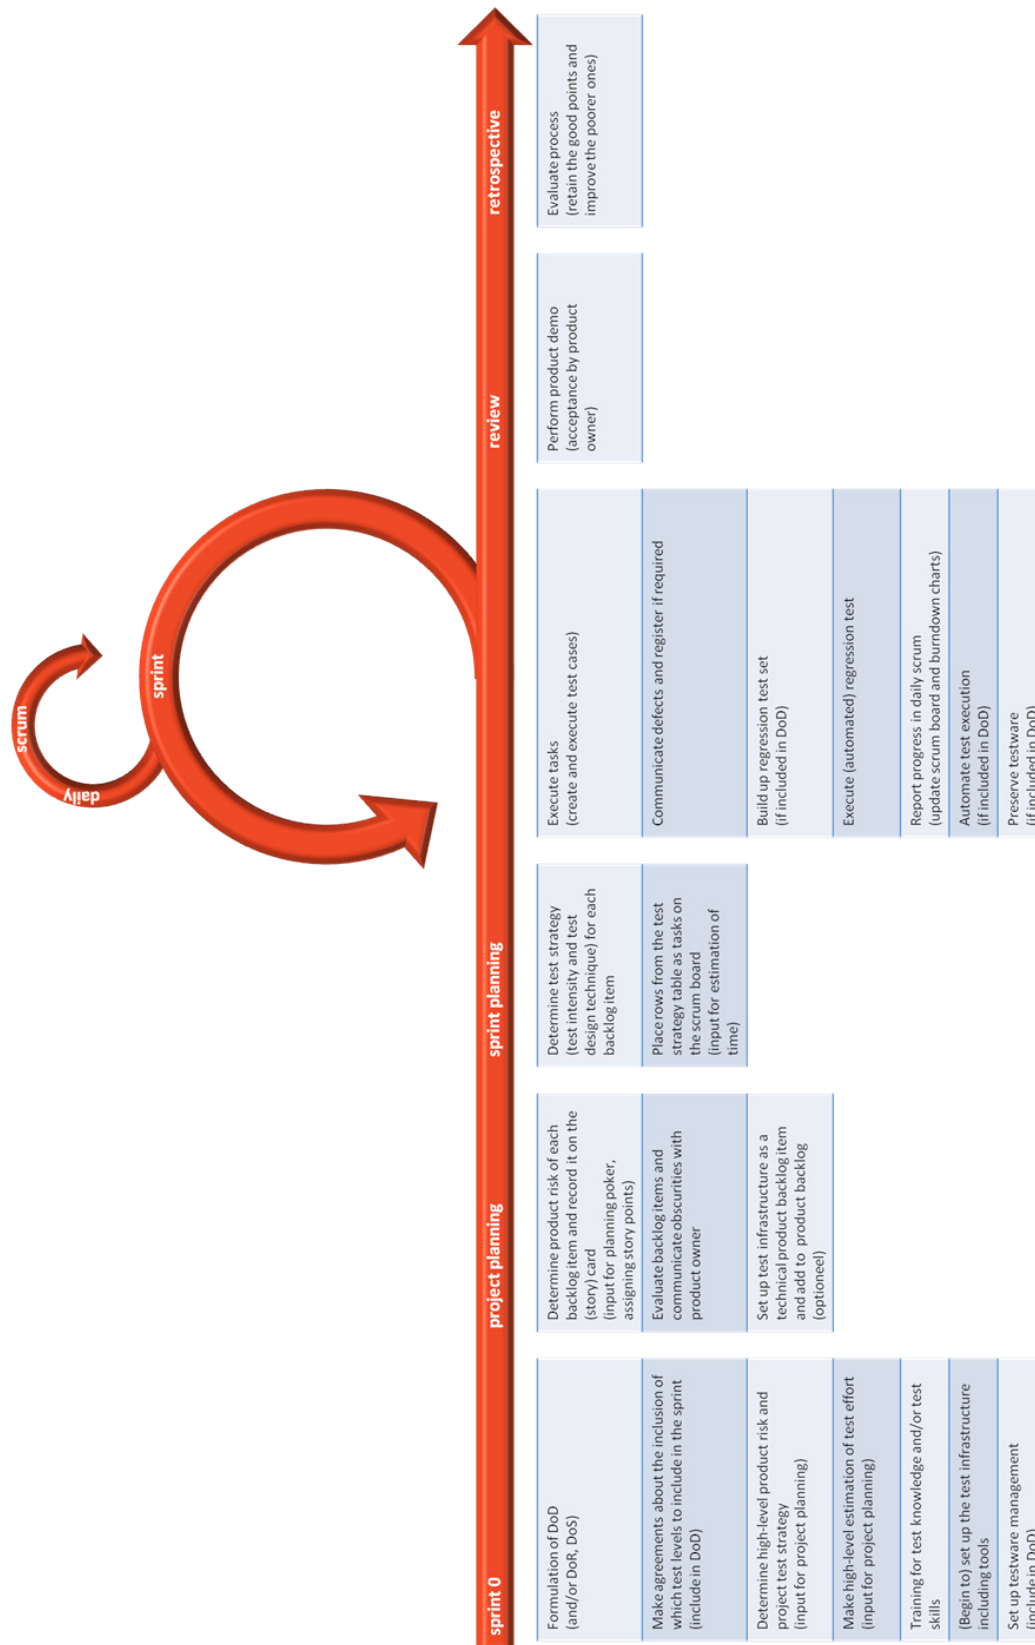 daily
scrum
sprint
sprint 0
project planning
sprint planning
review
retrospective
Formulation of DoD
(and/or DoR, DoS)
Make agreements about the inclusion of
which test levels to include in the sprint
(include in DoD)
Determine high-level product risk and
project test strategy
(input for project planning)
Make high-level estimation of test effort
(input for project planning)
Training for test knowledge and/or test
skills
(Begin to) set up the test infrastructure
including tools
Set up testware management
(include in DoD)
Determine product risk of each
backlog item and record it on the
(story) card
(input for planning poker,
assigning story points)
Evaluate backlog items and
communicate obscurities with
product owner
Set up test infrastructure as a
technical product backlog item
and add to product backlog
(optioneel)
Determine test strategy
(test intensity and test
design technique) for each
backlog item
Place rows from the test
strategy table as tasks on
the scrum board
(input for estimation of
time)
Execute tasks
(create and execute test cases)
Communicate defects and register if required
Build up regression test set
(if included in DoD)
Execute (automated) regression test
Report progress in daily scrum
(update scrum board and burndown charts)
Automate test execution
(if included in DoD)
Preserve testware
(if included in DoD)
Perform product demo
(acceptance by product
owner)
Evaluate process
(retain the good points and
improve the poorer ones)